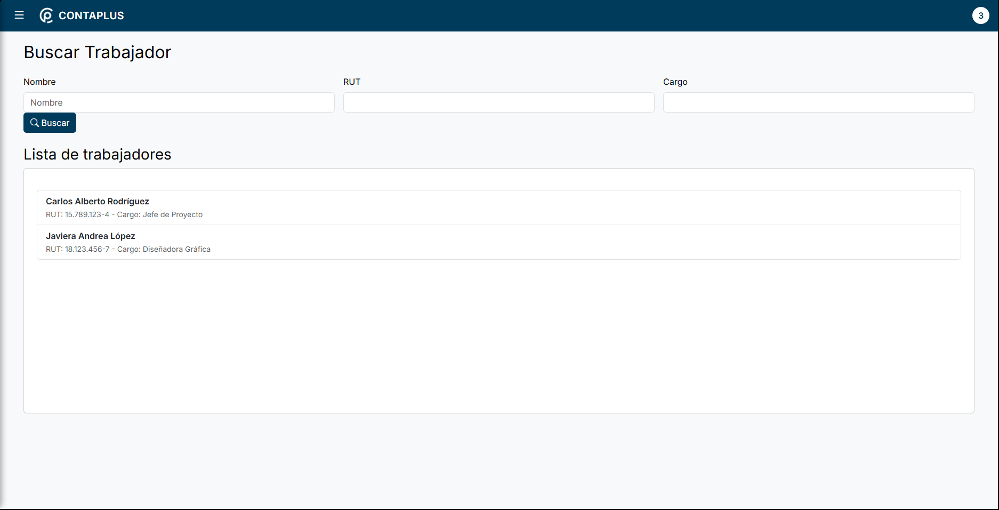 CONTAPLUS
3
Buscar Trabajador
Nombre
RUT
Cargo
Nombre
Buscar
Lista de trabajadores
Carlos Alberto Rodríguez
RUT: 15.789.123-4 - Cargo: Jefe de Proyecto
Javiera Andrea López
RUT: 18.123.456-7 - Cargo: Diseñadora Gráfica